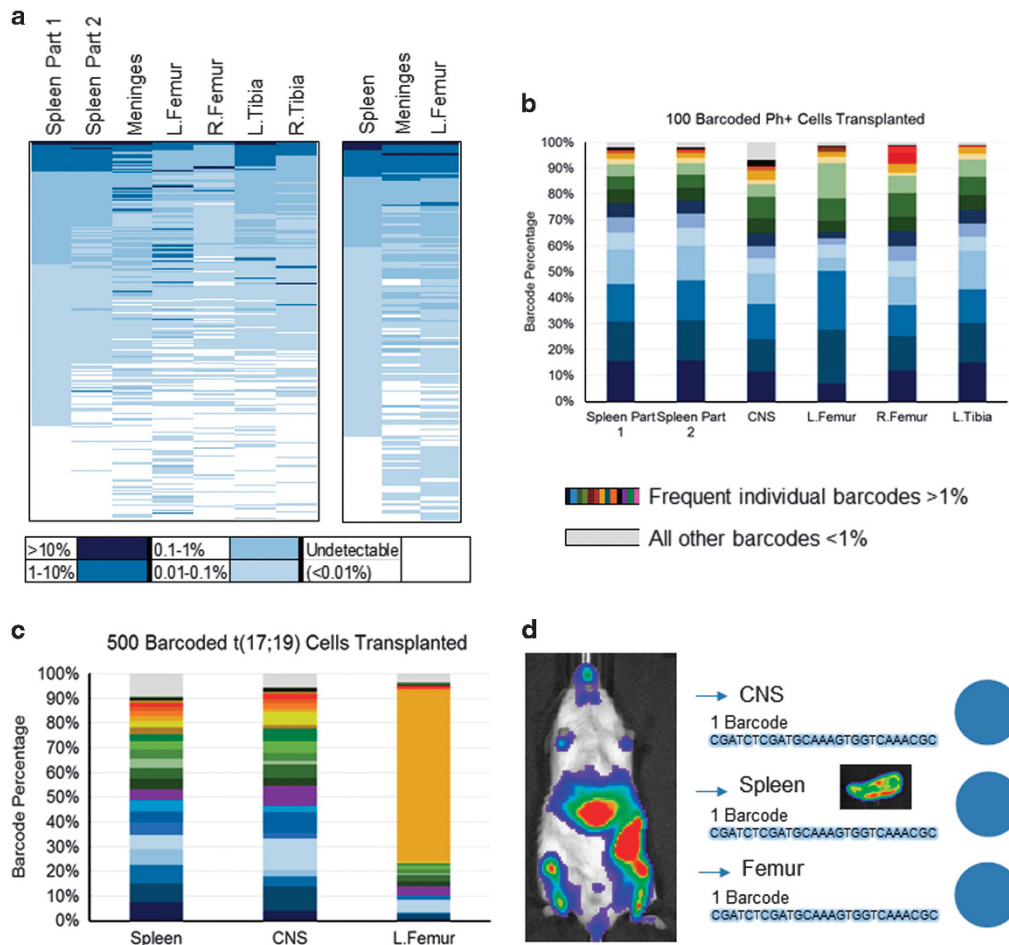 a
Spleen Part 1
Spleen Part 2
Meninges
L.Femur
R.Femur
L.Tibia
R.Tibia
Spleen
Meninges
L.Femur
>10%
0.1-1%
Undetectable
1-10%
0.01-0.1%
(<0.01%)
b
100 Barcoded Ph+ Cells Transplanted
Barcode Percentage
100%
90%
80%
70%
60%
50%
40%
30%
20%
10%
0%
Spleen Part
1
Spleen Part
2
CNS
L.Femur
R.Femur
L.Tibia
Frequent individual barcodes >1%
All other barcodes <1%
c
500 Barcoded t(17;19) Cells Transplanted
Barcode Percentage
100%
90%
80%
70%
60%
50%
40%
30%
20%
10%
0%
Spleen
CNS
L.Femur
d
CNS
1 Barcode
CGATCTCGATGCAAAGTGGTCAAACGC
Spleen
1 Barcode
CGATCTCGATGCAAAGTGGTCAAACGC
Femur
1 Barcode
CGATCTCGATGCAAAGTGGTCAAACGC